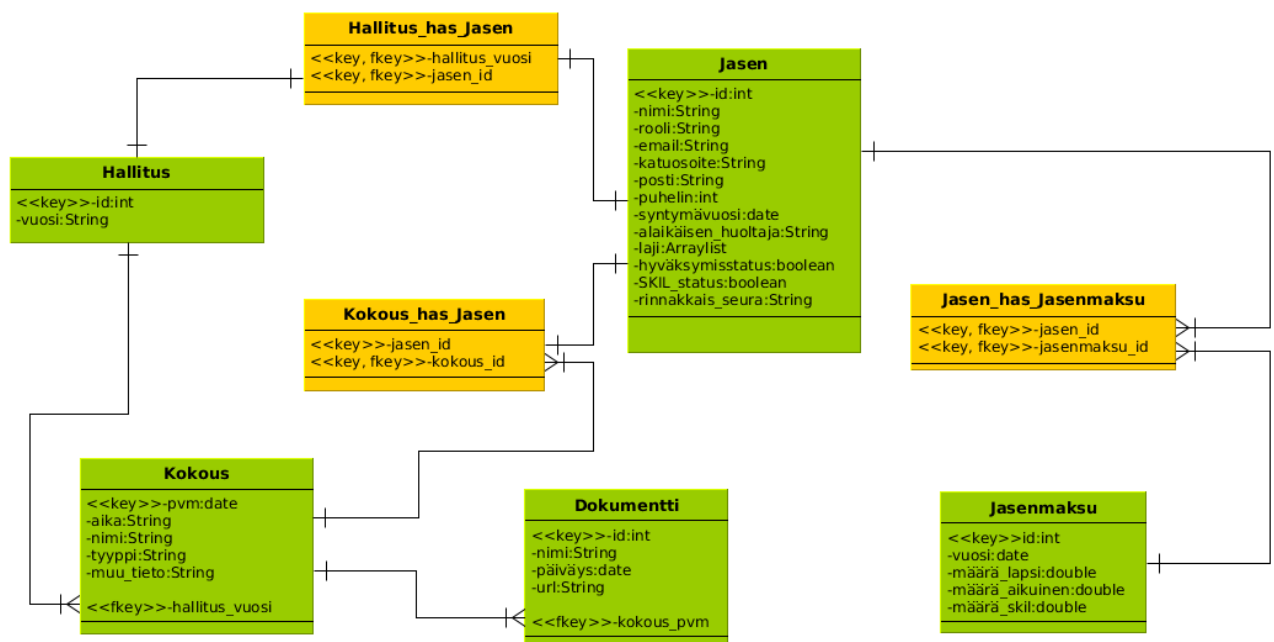 Hallitus_has_Jasen
<<key, fkey>>-hallitus_vuosi
<<key, fkey>>-jasen_id
Jasen
<<key>>-id:int
-nimi:String
-rooli:String
-email:String
-katuosoite:String
-posti:String
-puhelin:int
-syntymävuosi:date
-alaikäisen_huoltaja:String
-laji:Arraylist
-hyväksymisstatus:boolean
-SKIL_status:boolean
-rinnakkais_seura:String
Hallitus
<<key>>-id:int
-vuosi:String
Kokous_has_Jasen
<<key>>-jasen_id
<<key, fkey>>-kokous_id
Jasen_has_Jasenmaksu
<<key, fkey>>-jasen_id
<<key, fkey>>-jasenmaksu_id
Kokous
<<key>>-pvm:date
-aika:String
-nimi:String
-tyyppi:String
-muu_tieto:String
<<fkey>>-hallitus_vuosi
Dokumentti
<<key>>-id:int
-nimi:String
-päiväys:date
-url:String
<<fkey>>-kokous_pvm
Jasenmaksu
<<key>>id:int
-vuosi:date
-määrä_lapsi:double
-määrä_aikuinen:double
-määrä_skil:double